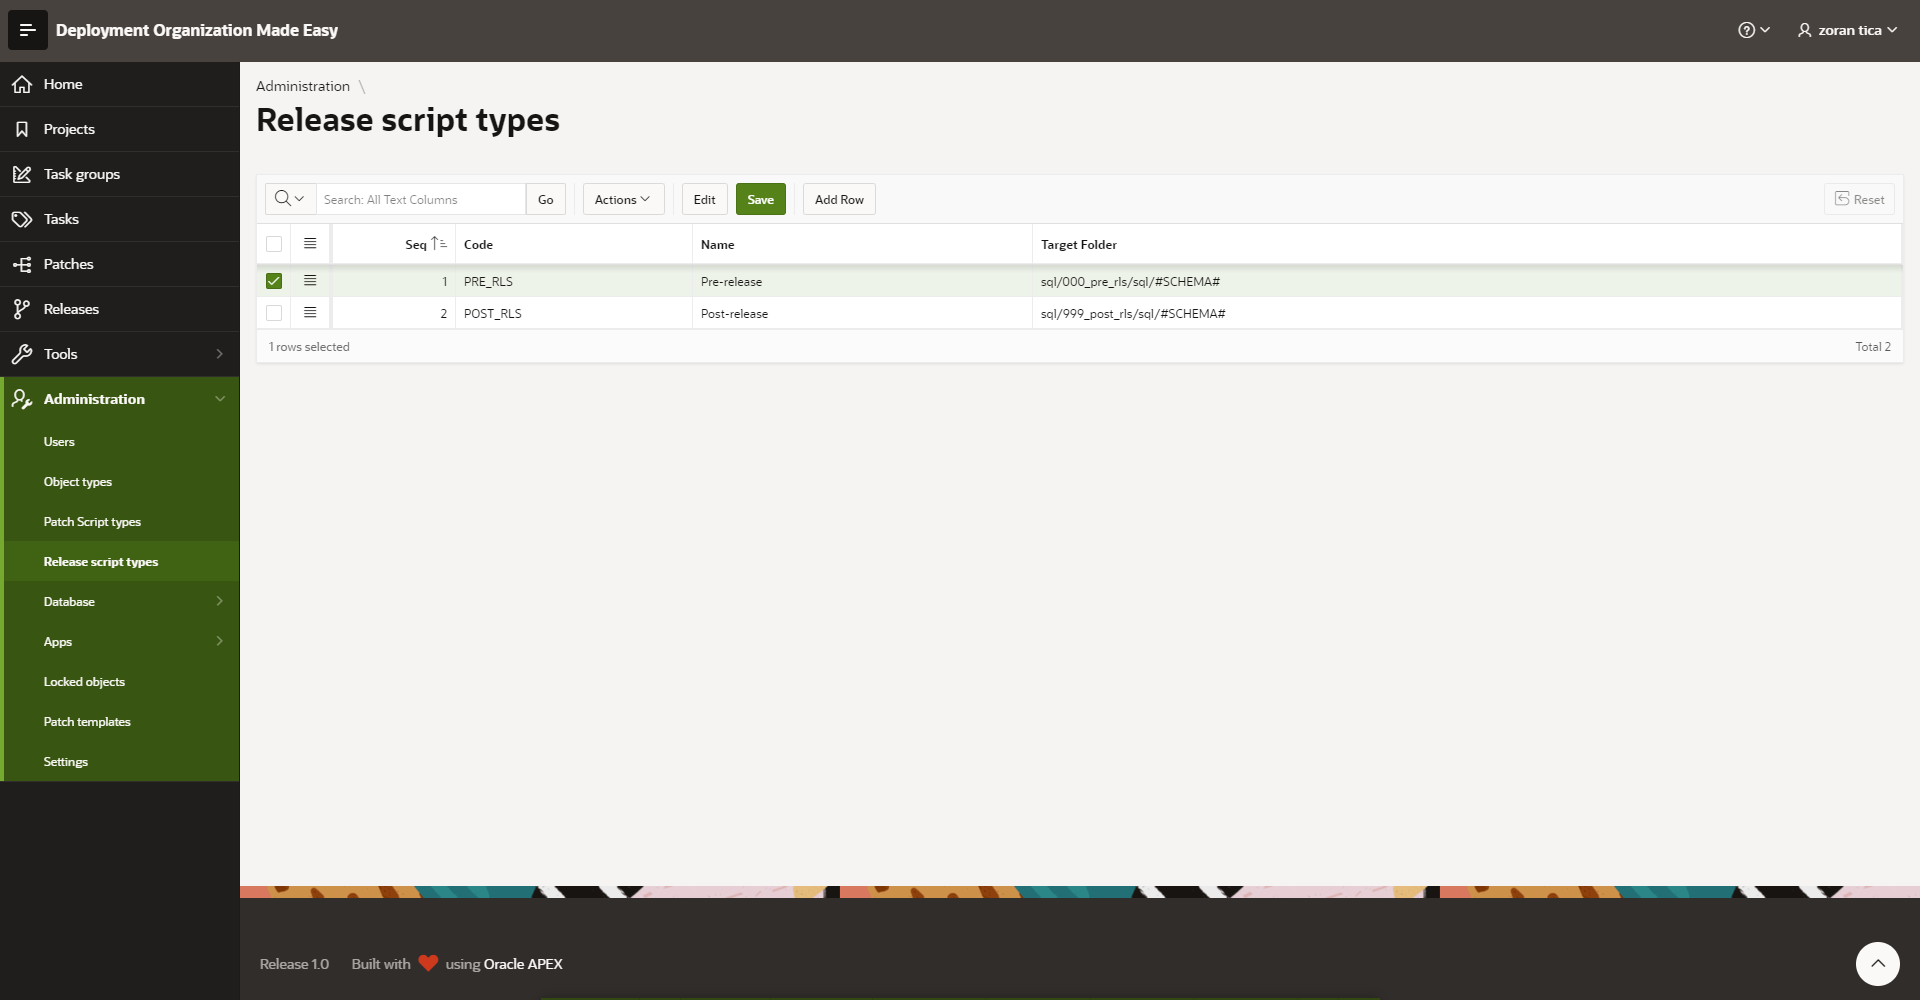 Deployment Organization Made Easy
zoran tica
Home
Projects
Task groups
Tasks
Patches
Releases
Tools
Administration
Users
Object types
Patch Script types
Release script types
Database
Apps
Locked objects
Patch templates
Settings
Administration \
Release script types
Search: All Text Columns
Go
Actions
Edit
Save
Add Row
Reset
Seq Code Name Target Folder
1 PRE_RLS Pre-release sql/000_pre_rls/sql/#SCHEMA#
2 POST_RLS Post-release sql/999_post_rls/sql/#SCHEMA#
1 rows selected Total 2
Release 1.0 Built with ❤ using Oracle APEX